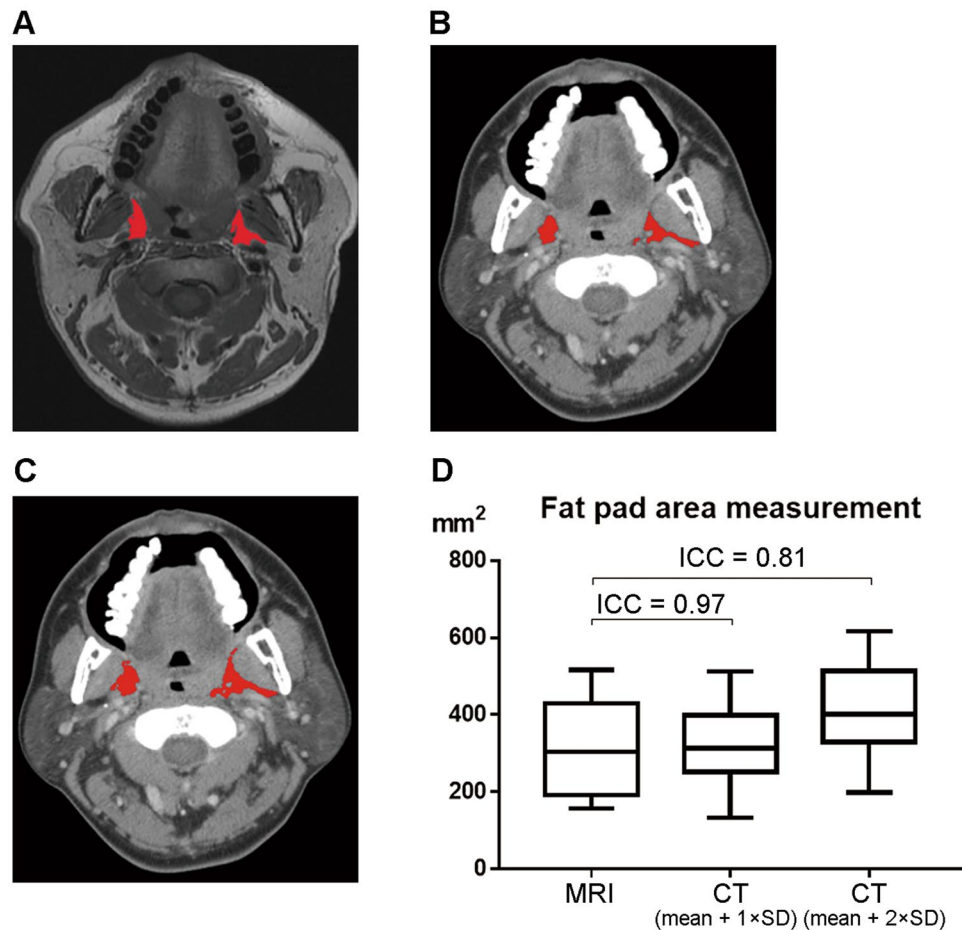 A
B
C
D
Fat pad area measurement
mm²
800
ICC = 0.81
ICC = 0.97
600
400
200
0
MRI
CT
(mean + 1×SD)
CT
(mean + 2×SD)